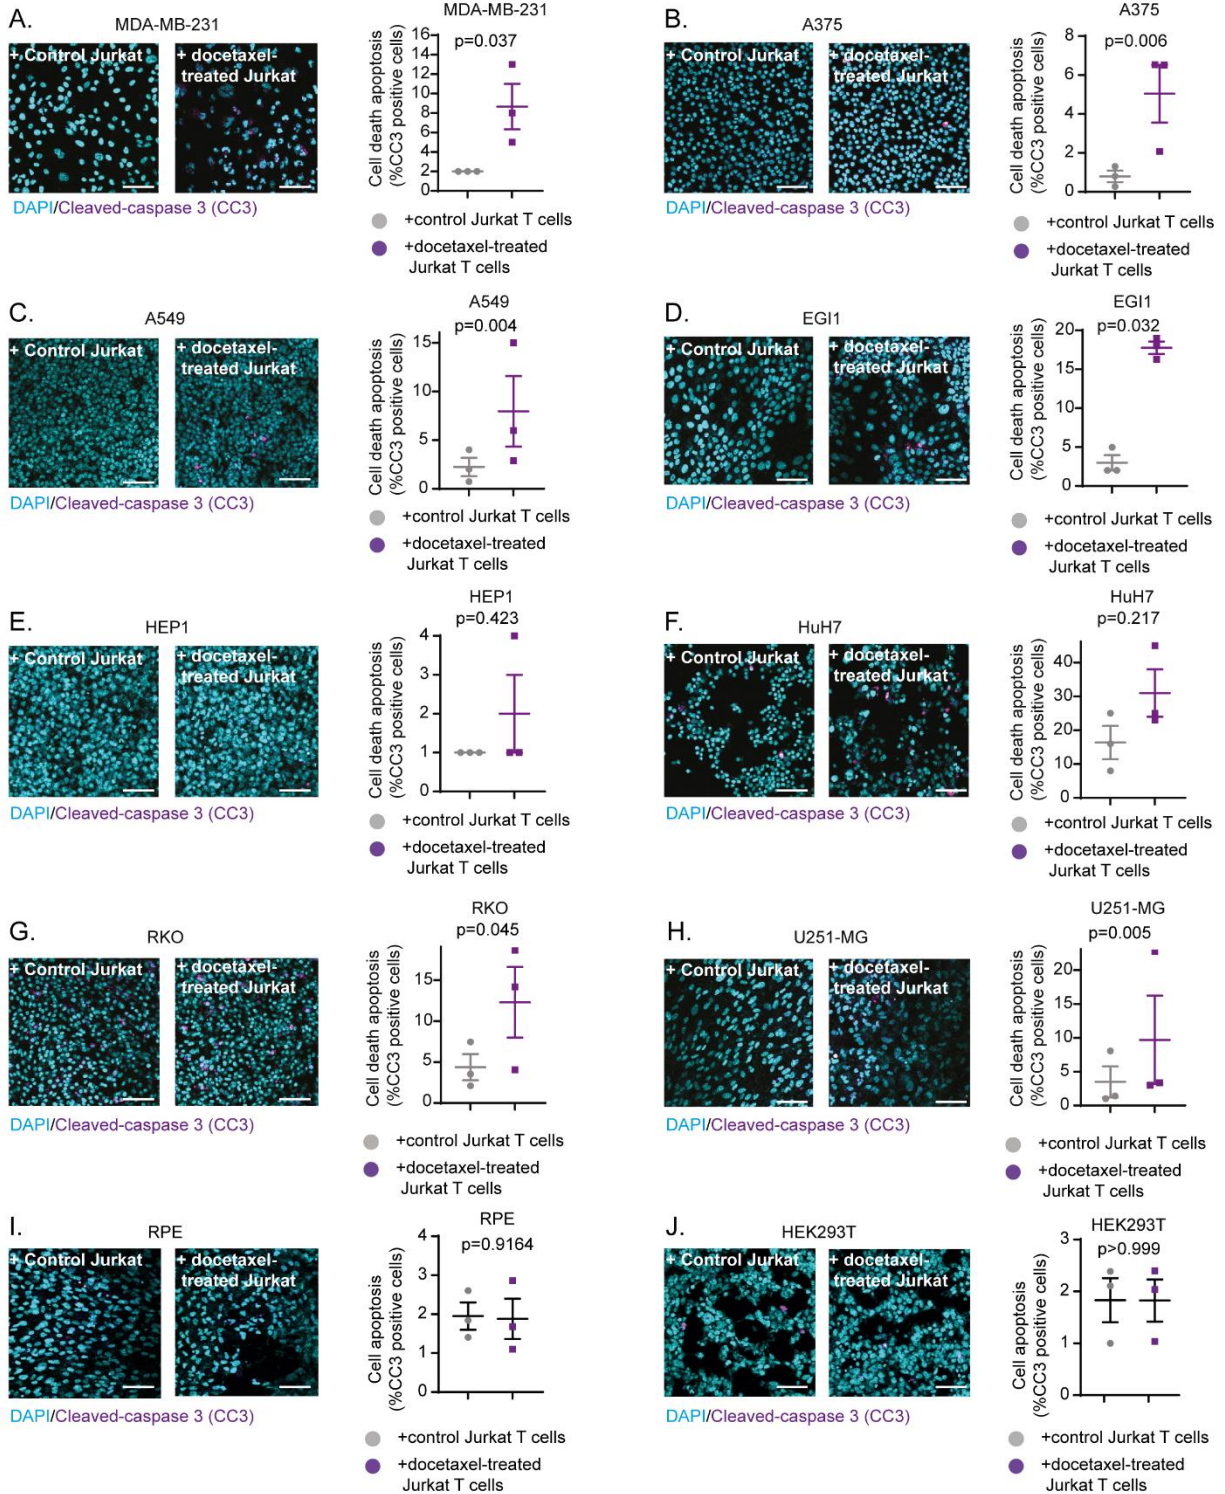 A.
MDA-MB-231
+ Control Jurkat
+ docetaxel-
treated Jurkat
DAPI/Cleaved-caspase 3 (CC3)
MDA-MB-231
p=0.037
Cell death apoptosis
(%CC3 positive cells)
16
14
12
10
8
6
4
2
0
+control Jurkat T cells
+docetaxel-treated
Jurkat T cells
B.
A375
+ Control Jurkat
+ docetaxel-
treated Jurkat
DAPI/Cleaved-caspase 3 (CC3)
A375
p=0.006
Cell death apoptosis
(%CC3 positive cells)
8
6
4
2
0
+control Jurkat T cells
+docetaxel-treated
Jurkat T cells
C.
A549
+ Control Jurkat
+ docetaxel-
treated Jurkat
DAPI/Cleaved-caspase 3 (CC3)
A549
p=0.004
Cell death apoptosis
(%CC3 positive cells)
15
10
5
0
+control Jurkat T cells
+docetaxel-treated
Jurkat T cells
D.
EGI1
+ Control Jurkat
+ docetaxel-
treated Jurkat
DAPI/Cleaved-caspase 3 (CC3)
EGI1
p=0.032
Cell death apoptosis
(%CC3 positive cells)
20
15
10
5
0
+control Jurkat T cells
+docetaxel-treated
Jurkat T cells
E.
HEP1
+ Control Jurkat
+ docetaxel-
treated Jurkat
DAPI/Cleaved-caspase 3 (CC3)
HEP1
p=0.423
Cell death apoptosis
(%CC3 positive cells)
4
3
2
1
0
+control Jurkat T cells
+docetaxel-treated
Jurkat T cells
F.
HuH7
+ Control Jurkat
+ docetaxel-
treated Jurkat
DAPI/Cleaved-caspase 3 (CC3)
HuH7
p=0.217
Cell death apoptosis
(%CC3 positive cells)
40
30
20
10
0
+control Jurkat T cells
+docetaxel-treated
Jurkat T cells
G.
RKO
+ Control Jurkat
+ docetaxel-
treated Jurkat
DAPI/Cleaved-caspase 3 (CC3)
RKO
p=0.045
Cell death apoptosis
(%CC3 positive cells)
15
10
5
0
+control Jurkat T cells
+docetaxel-treated
Jurkat T cells
H.
U251-MG
+ Control Jurkat
+ docetaxel-
treated Jurkat
DAPI/Cleaved-caspase 3 (CC3)
U251-MG
p=0.005
Cell death apoptosis
(%CC3 positive cells)
20
15
10
5
0
+control Jurkat T cells
+docetaxel-treated
Jurkat T cells
I.
RPE
+ Control Jurkat
+ docetaxel-
treated Jurkat
DAPI/Cleaved-caspase 3 (CC3)
RPE
p=0.9164
Cell apoptosis
(%CC3 positive cells)
4
3
2
1
0
+control Jurkat T cells
+docetaxel-treated
Jurkat T cells
J.
HEK293T
+ Control Jurkat
+ docetaxel-
treated Jurkat
DAPI/Cleaved-caspase 3 (CC3)
HEK293T
p>0.999
Cell apoptosis
(%CC3 positive cells)
3
2
1
0
+control Jurkat T cells
+docetaxel-treated
Jurkat T cells